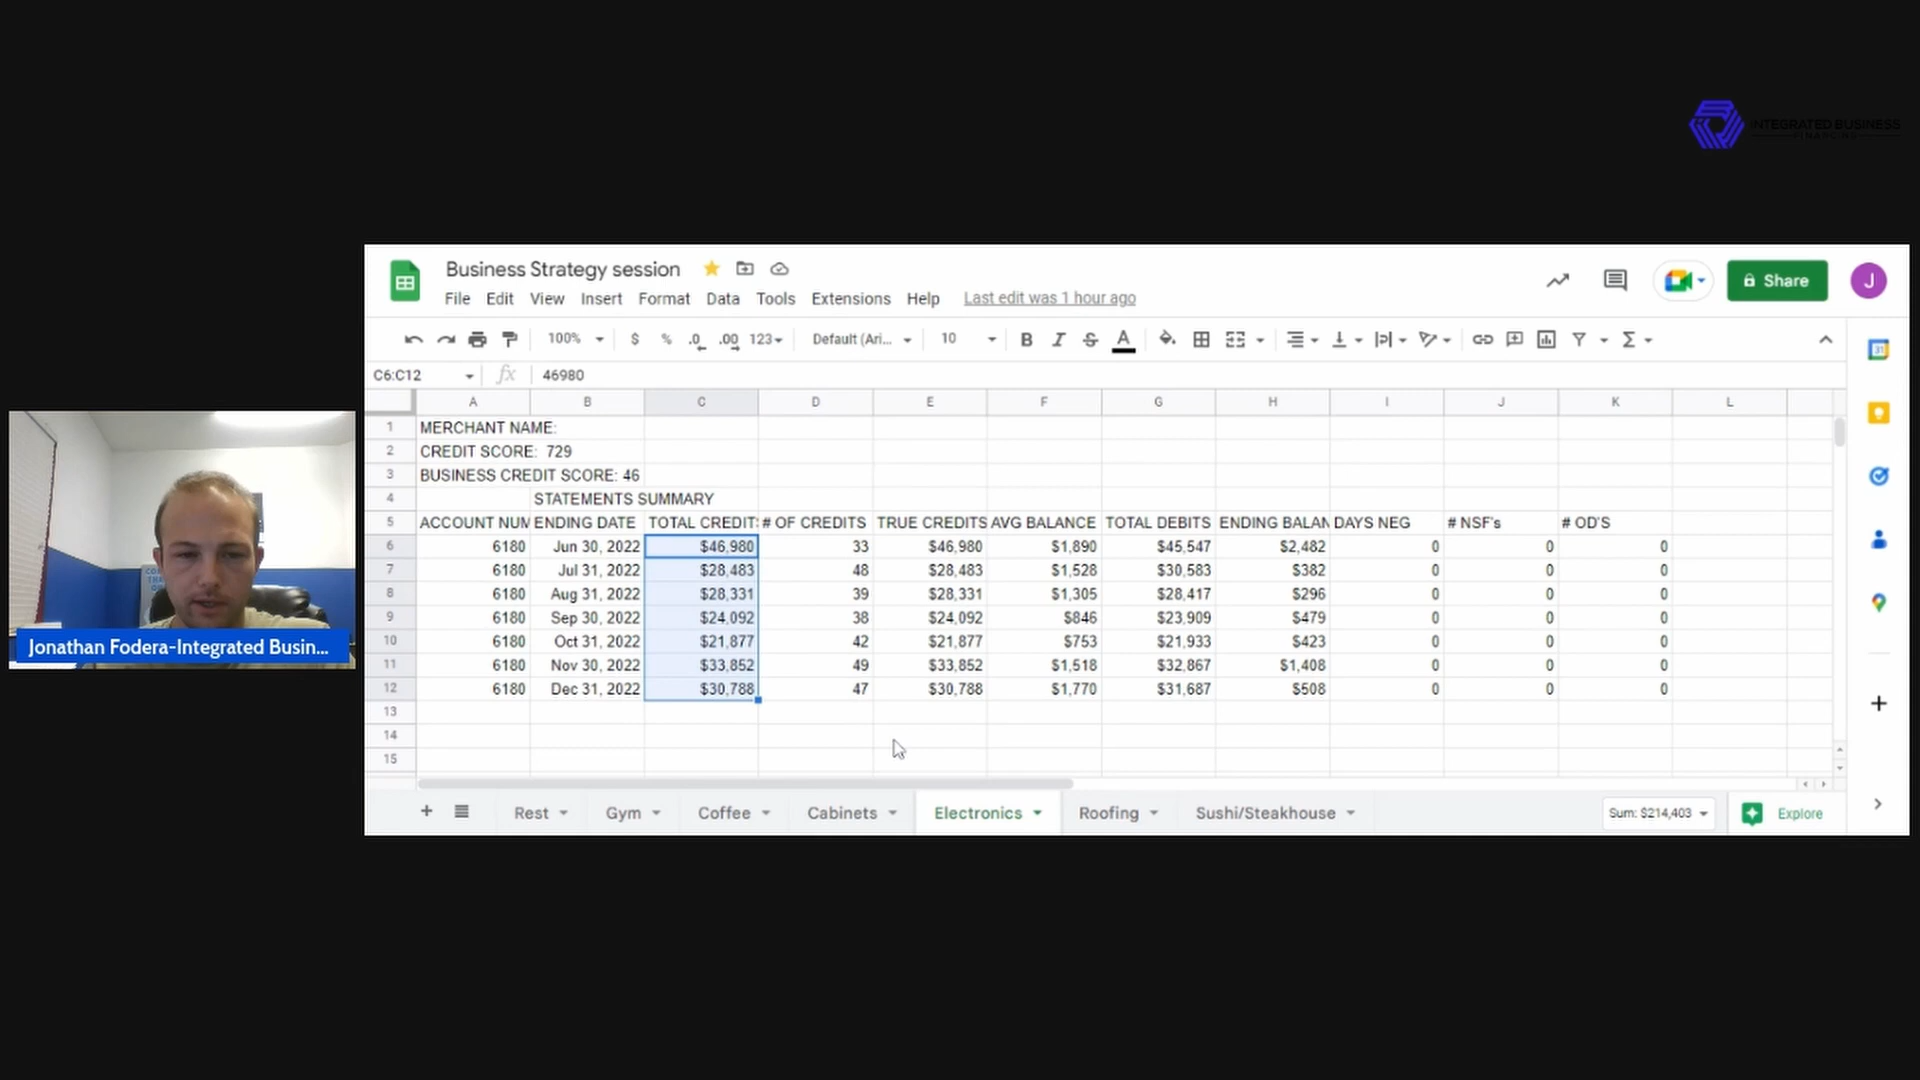 INTEGRATED BUSINESS
FINANCING
Business Strategy session
File Edit View Insert Format Data Tools Extensions Help Last edit was 1 hour ago
Share J
100% $ % .0 .00 123 Default (Ari... 10 B I S A
C6:C12 fx 46980
A B C D E F G H I J K L
1 MERCHANT NAME:
2 CREDIT SCORE: 729
3 BUSINESS CREDIT SCORE: 46
4 STATEMENTS SUMMARY
5 ACCOUNT NUM ENDING DATE TOTAL CREDIT: # OF CREDITS TRUE CREDITS AVG BALANCE TOTAL DEBITS ENDING BALAN DAYS NEG # NSF's # OD'S
6 6180 Jun 30, 2022 $46,980 33 $46,980 $1,890 $45,547 $2,482 0 0 0
7 6180 Jul 31, 2022 $28,483 48 $28,483 $1,528 $30,583 $382 0 0 0
8 6180 Aug 31, 2022 $28,331 39 $28,331 $1,305 $28,417 $296 0 0 0
9 6180 Sep 30, 2022 $24,092 38 $24,092 $846 $23,909 $479 0 0 0
10 6180 Oct 31, 2022 $21,877 42 $21,877 $753 $21,933 $423 0 0 0
11 6180 Nov 30, 2022 $33,852 49 $33,852 $1,518 $32,867 $1,408 0 0 0
12 6180 Dec 31, 2022 $30,788 47 $30,788 $1,770 $31,687 $508 0 0 0
13
14
15
Rest Gym Coffee Cabinets Electronics Roofing Sushi/Steakhouse Sum: $214,403 Explore
Jonathan Fodera-Integrated Busin...